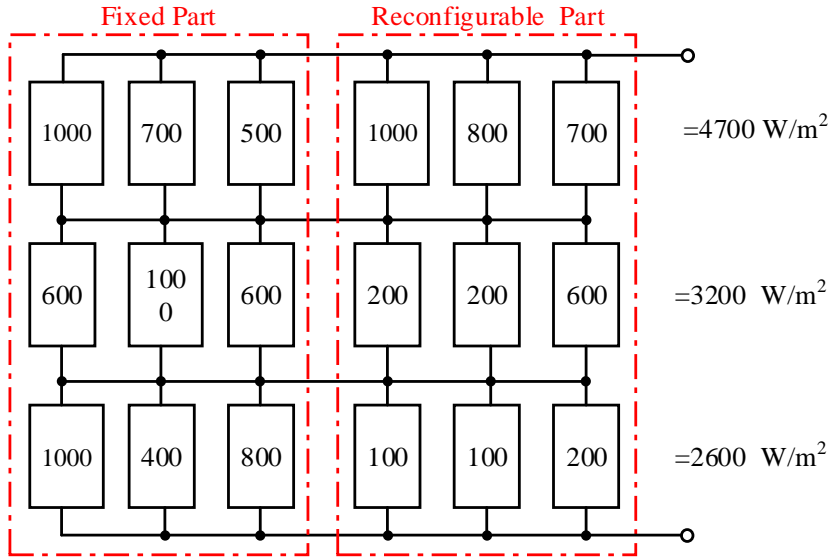 Fixed Part Reconfigurable Part
1000 700 500 1000 800 700 =4700 W/m²
600 100
0 600 200 200 600 =3200 W/m²
1000 400 800 100 100 200 =2600 W/m²